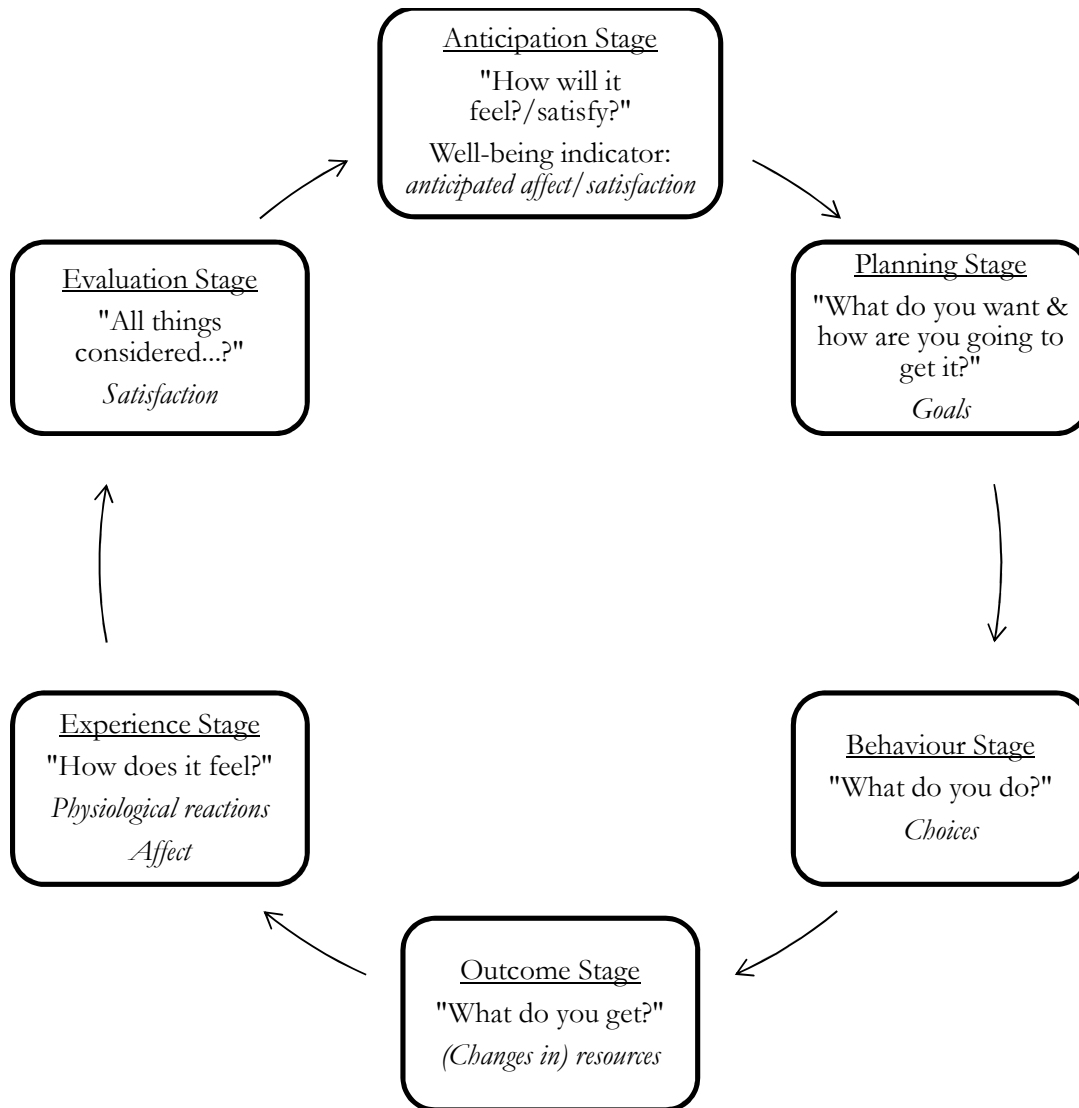 Anticipation Stage
"How will it
feel?/satisfy?"
Well-being indicator:
anticipated affect/satisfaction
Planning Stage
"What do you want &
how are you going to
get it?"
Goals
Behaviour Stage
"What do you do?"
Choices
Outcome Stage
"What do you get?"
(Changes in) resources
Experience Stage
"How does it feel?"
Physiological reactions
Affect
Evaluation Stage
"All things
considered...?"
Satisfaction